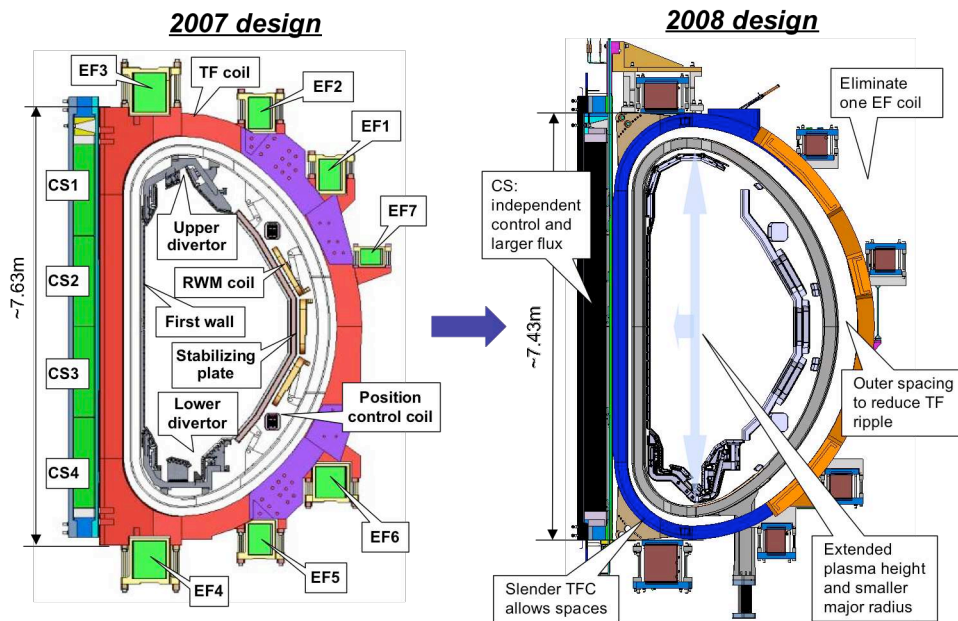 2007 design
2008 design
EF3
TF coil
EF2
EF1
EF7
CS1
CS2
CS3
CS4
~7.63m
Upper
divertor
RWM coil
First wall
Stabilizing
plate
Lower
divertor
Position
control coil
EF6
EF5
EF4
Eliminate
one EF coil
CS:
independent
control and
larger flux
~7.43m
Outer spacing
to reduce TF
ripple
Slender TFC
allows spaces
Extended
plasma height
and smaller
major radius